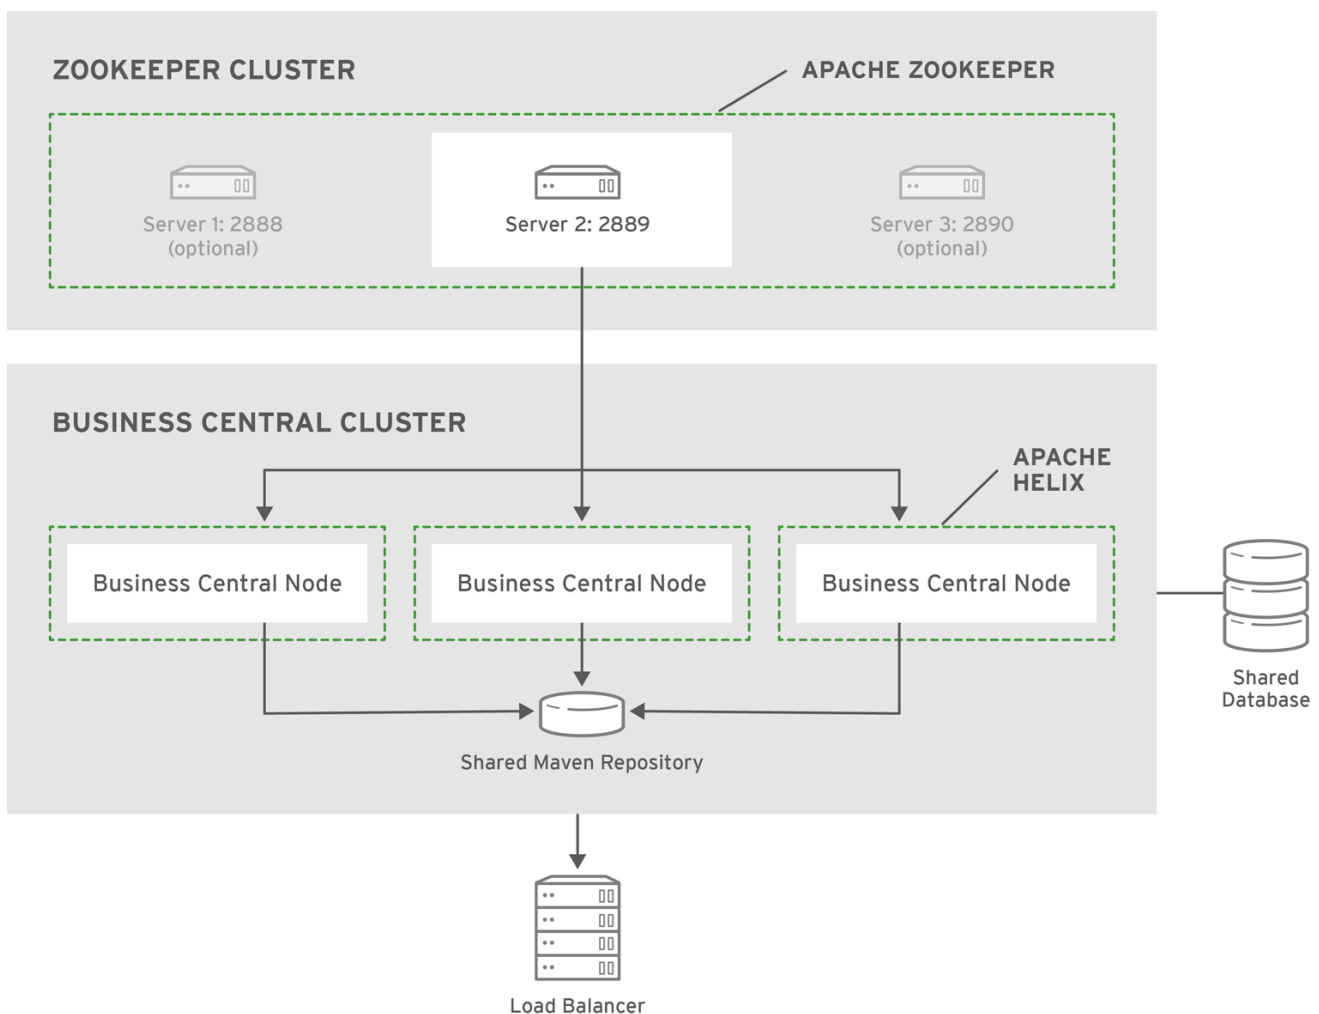 ZOOKEEPER CLUSTER
APACHE ZOOKEEPER
Server 1: 2888
(optional)
Server 2: 2889
Server 3: 2890
(optional)
BUSINESS CENTRAL CLUSTER
APACHE
HELIX
Business Central Node
Business Central Node
Business Central Node
Shared
Database
Shared Maven Repository
Load Balancer